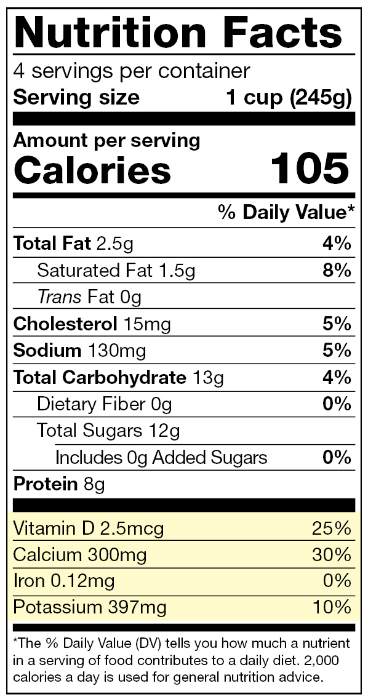 Nutrition Facts
4 servings per container
Serving size 1 cup (245g)
Amount per serving
Calories 105
% Daily Value*
Total Fat 2.5g 4%
Saturated Fat 1.5g 8%
Trans Fat 0g
Cholesterol 15mg 5%
Sodium 130mg 5%
Total Carbohydrate 13g 4%
Dietary Fiber 0g 0%
Total Sugars 12g
Includes 0g Added Sugars 0%
Protein 8g
Vitamin D 2.5mcg 25%
Calcium 300mg 30%
Iron 0.12mg 0%
Potassium 397mg 10%
*The % Daily Value (DV) tells you how much a nutrient
in a serving of food contributes to a daily diet. 2,000
calories a day is used for general nutrition advice.